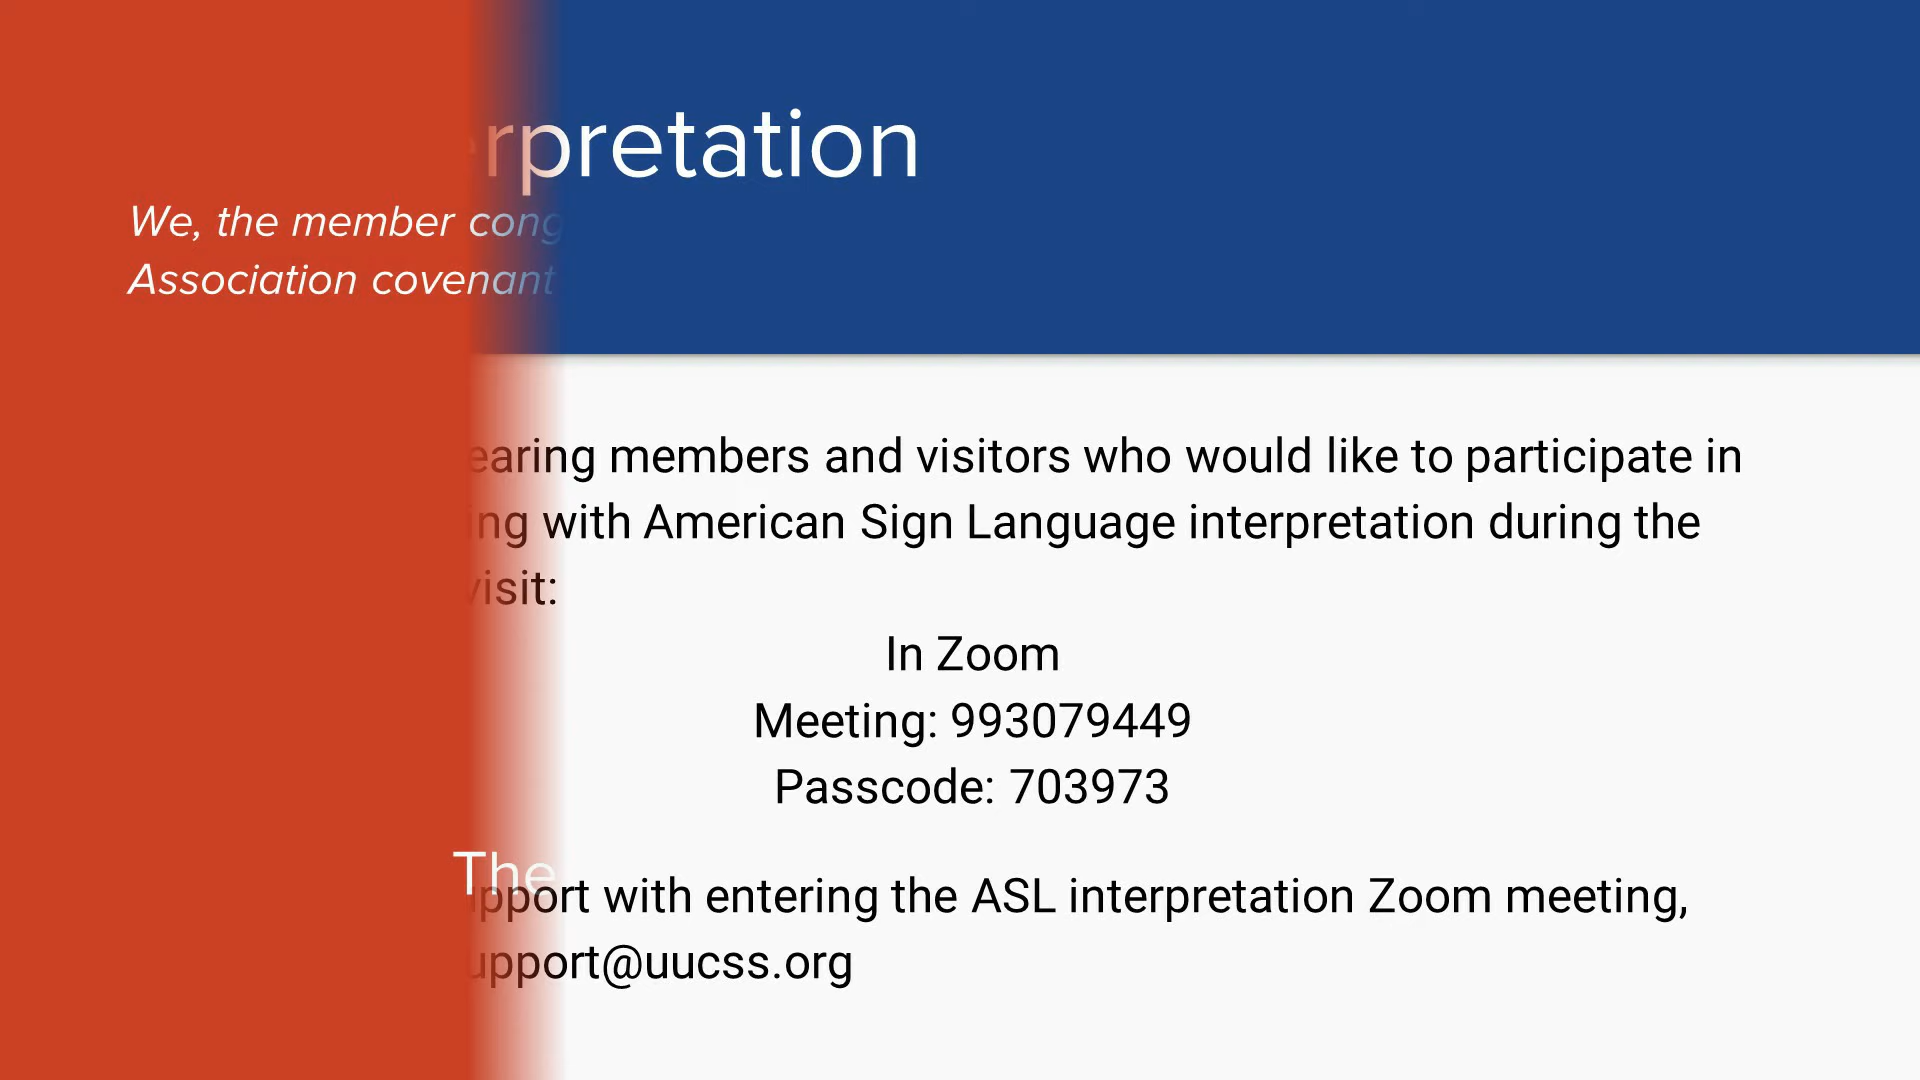 rpretation
We, the member cong
Association covenant
earing members and visitors who would like to participate in
ing with American Sign Language interpretation during the
visit:
In Zoom
Meeting: 993079449
Passcode: 703973
The
pport with entering the ASL interpretation Zoom meeting,
upport@uucss.org